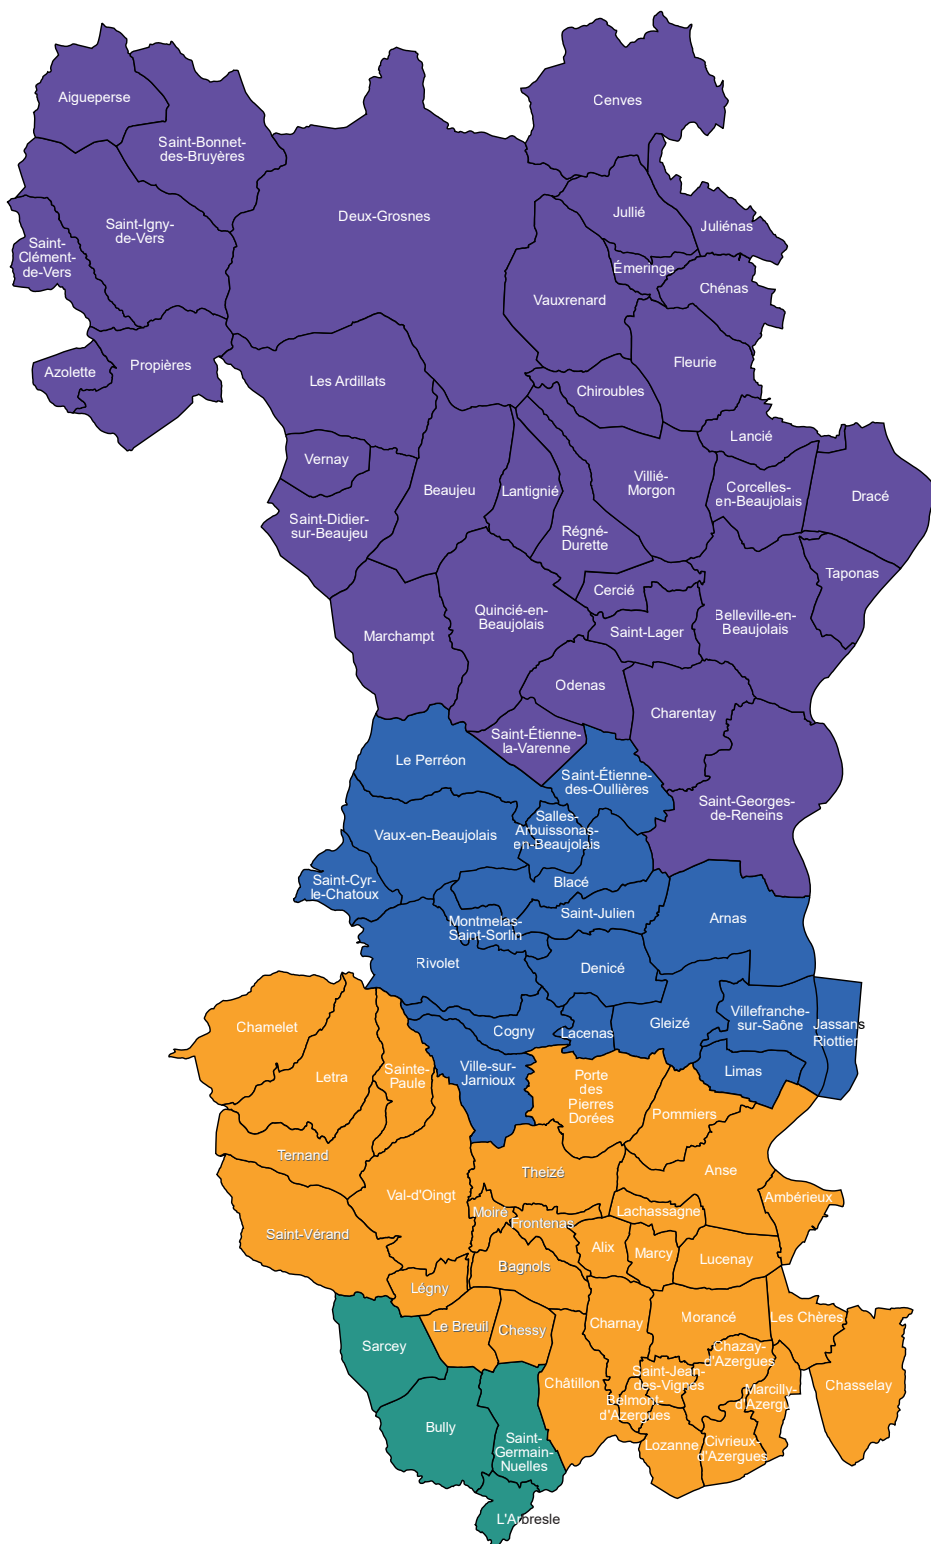 Cenves
Aigueperse
Saint-Bonnet-
des-Bruyères
Deux-Grosnes
Jullié
Juliénas
Saint-Igny-
de-Vers
Saint-
Clément-
de-Vers
Émeringe
Chénas
Vauxrenard
Fleurie
Propières
Azolette
Les Ardillats
Chiroubles
Lancié
Vernay
Beaujeu
Lantignié
Villié-
Morgon
Corcelles-
en-Beaujolais
Dracé
Saint-Didier-
sur-Beaujeu
Régné-
Durette
Taponas
Cercié
Quincié-en-
Beaujolais
Belleville-en-
Beaujolais
Marchampt
Saint-Lager
Odenas
Charentay
Saint-Étienne-
la-Varenne
Le Perréon
Saint-Étienne-
des-Oullières
Saint-Georges-
de-Reneins
Vaux-en-Beaujolais
Salles-
Arbuissonas-
en-Beaujolais
Saint-Cyr-
le-Chatoux
Blacé
Saint-Julien
Arnas
Montmelas-
Saint-Sorlin
Rivolet
Denicé
Villefranche-
sur-Saône
Jassans
Riottier
Chamelet
Cogny
Lacenas
Gleizé
Letra
Sainte-
Paule
Ville-sur-
Jarnioux
Porte
des
Pierres
Dorées
Limas
Pommiers
Ternand
Theizé
Anse
Val-d'Oingt
Ambérieux
Moiré
Frontenas
Lachassagne
Saint-Vérand
Alix
Marcy
Lucenay
Bagnols
Légny
Le Breuil
Chessy
Charnay
Morancé
Les Chères
Sarcey
Chazay-
d'Azergues
Saint-Jean-
des-Vignes
Châtillon
Marcilly-
d'Azergu
Chasselay
Belmont-
d'Azergues
Bully
Saint-
Germain-
Nuelles
Lozanne
Civrieux-
d'Azergues
L'Arbresle